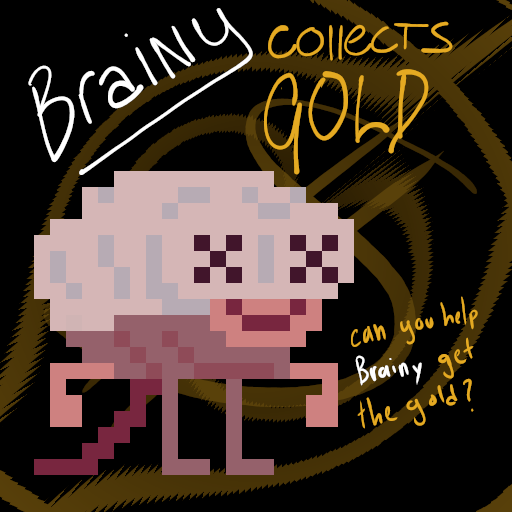 BrainY
collects
GOLD
can you help
Brainy get
the gold?